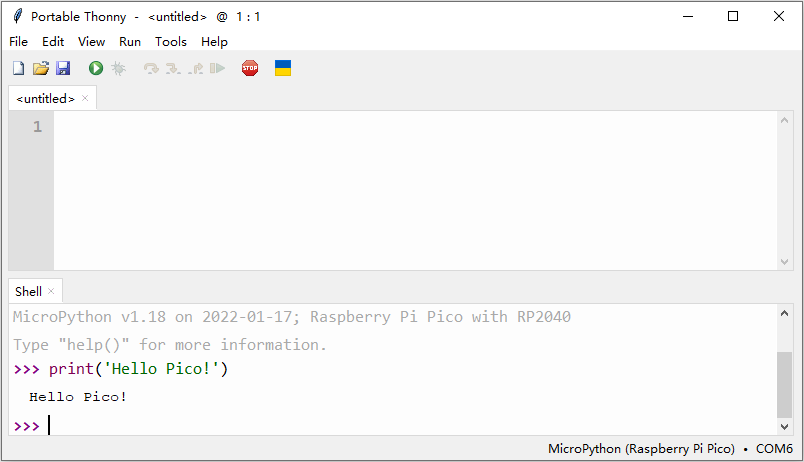 Portable Thonny - <untitled> @ 1 : 1
File Edit View Run Tools Help
STOP
<untitled> ×
1
Shell ×
MicroPython v1.18 on 2022-01-17; Raspberry Pi Pico with RP2040
Type "help()" for more information.
>>> print('Hello Pico!')
Hello Pico!
>>>
MicroPython (Raspberry Pi Pico) • COM6